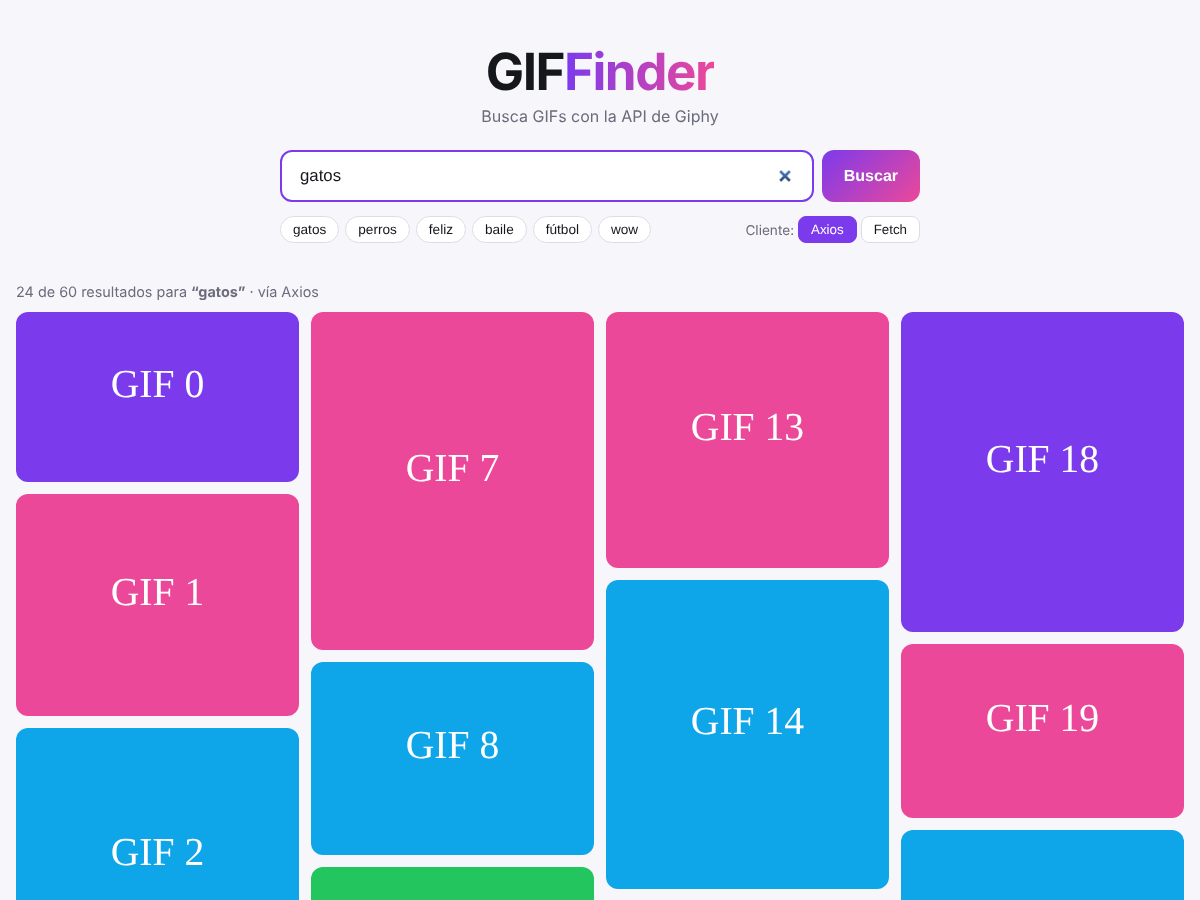 GIFFinder
Busca GIFs con la API de Giphy
gatos
Buscar
gatos perros feliz baile fútbol wow Cliente: Axios Fetch
24 de 60 resultados para “gatos” · vía Axios
GIF 0
GIF 1
GIF 2
GIF 7
GIF 8
GIF 13
GIF 14
GIF 18
GIF 19